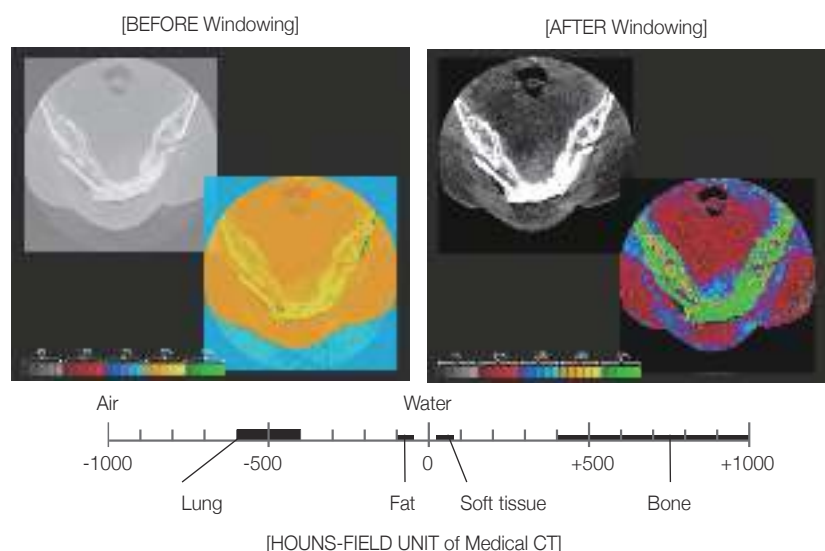 [BEFORE Windowing]
[AFTER Windowing]
Air
Water
-1000
-500
0
+500
+1000
Lung
Fat
Soft tissue
Bone
[HOUNS-FIELD UNIT of Medical CT]